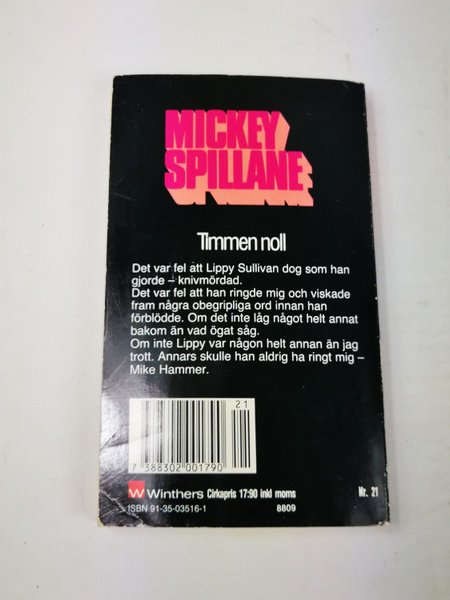 MICKEY
SPILLANE
Timmen noll
Det var fel att Lippy Sullivan dog som han
gjorde – knivmördad.
Det var fel att han ringde mig och viskade
fram några obegripliga ord innan han
förblödde. Om det inte låg något helt annat
bakom än vad ögat såg.
Om inte Lippy var någon helt annan än jag
trott. Annars skulle han aldrig ha ringt mig –
Mike Hammer.
21
7 388302 001790
Winthers Cirkapris 17:90 inkl moms Nr. 21
ISBN 91-35-03516-1 8809